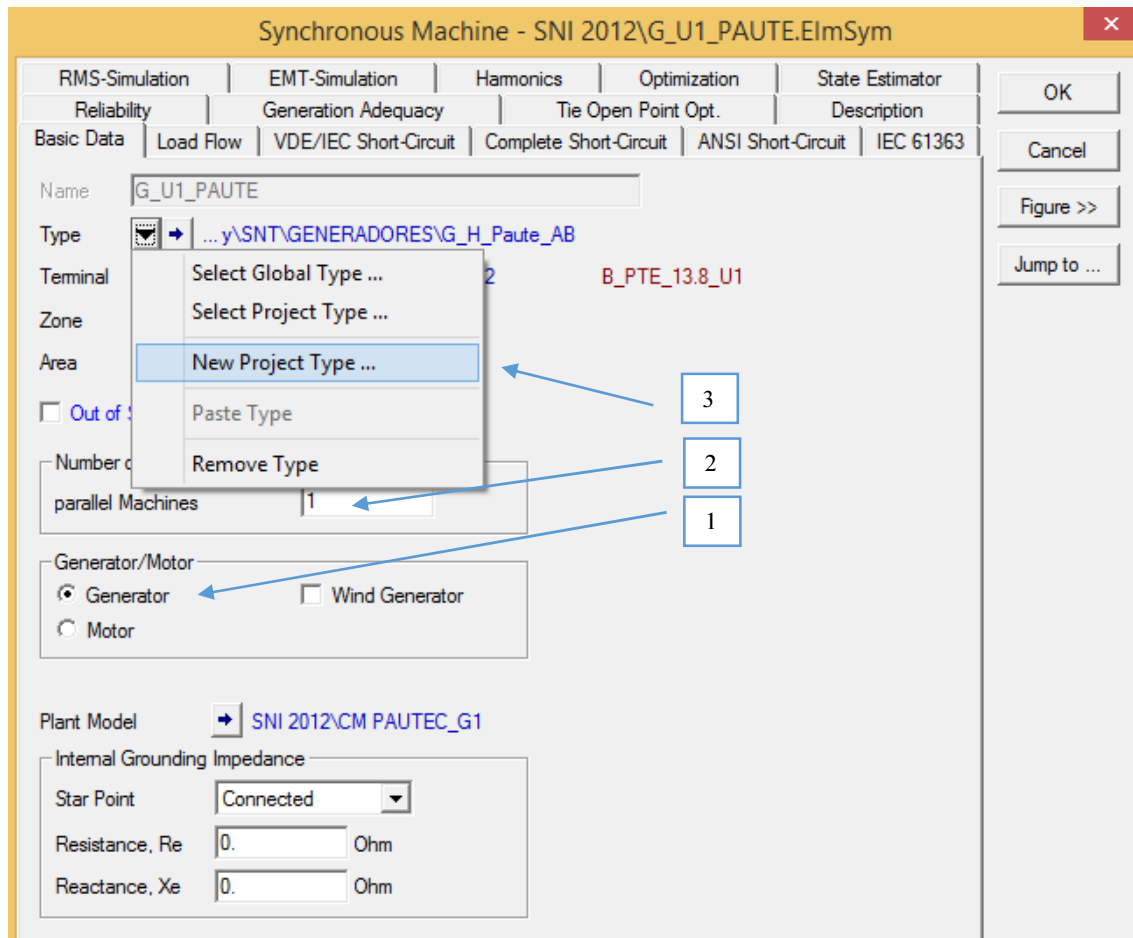 Synchronous Machine - SNI 2012\G_U1_PAUTE.ElmSym
RMS-Simulation EMT-Simulation Harmonics Optimization State Estimator
Reliability Generation Adequacy Tie Open Point Opt. Description
Basic Data Load Flow VDE/IEC Short-Circuit Complete Short-Circuit ANSI Short-Circuit IEC 61363
OK
Cancel
Figure >>
Jump to ...
Name G_U1_PAUTE
Type ... y\SNT\GENERADORES\G_H_Paute_AB
Terminal 2 B_PTE_13.8_U1
Zone
Area
Select Global Type ...
Select Project Type ...
New Project Type ...
Paste Type
Remove Type
3
2
1
Out of
Number
parallel Machines 1
Generator/Motor
Generator Wind Generator
Motor
Plant Model SNI 2012\CM PAUTEC_G1
Internal Grounding Impedance
Star Point Connected
Resistance, Re 0. Ohm
Reactance, Xe 0. Ohm